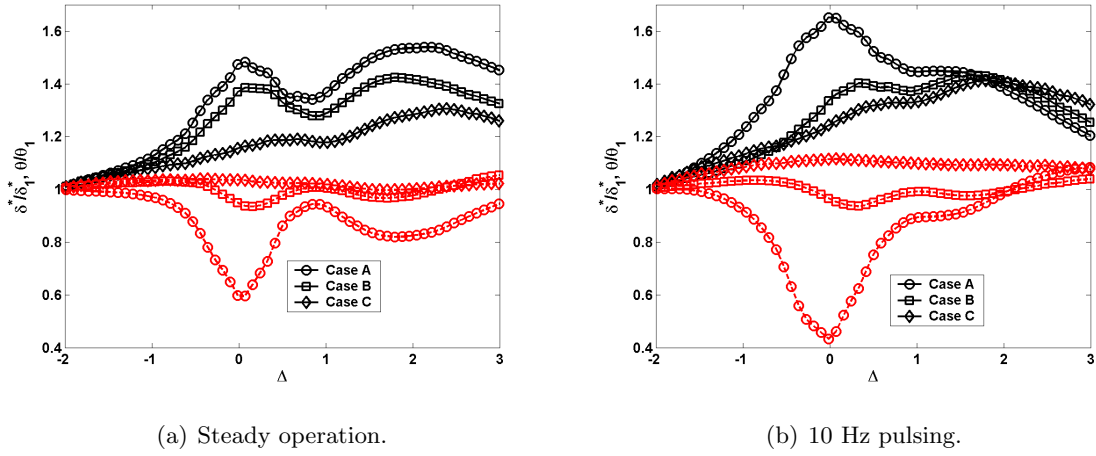 1.6
1.4
1.2
1
0.8
0.6
0.4
-2 -1 0 1 2 3
δ*/δ1*, θ/θ1
Δ
Case A
Case B
Case C
(a) Steady operation.
1.6
1.4
1.2
1
0.8
0.6
0.4
-2 -1 0 1 2 3
δ*/δ1*, θ/θ1
Δ
Case A
Case B
Case C
(b) 10 Hz pulsing.